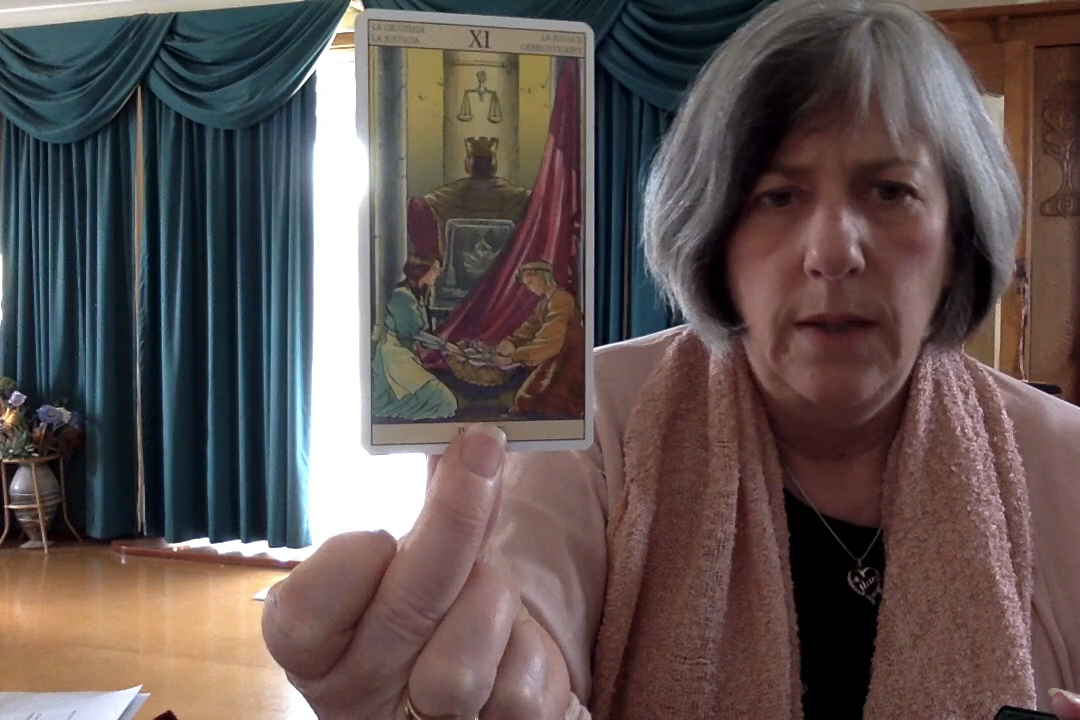 LA GIUSTIZIA
LA JUSTICIA
XI
LA JUSTICE
GERECHTIGKEIT